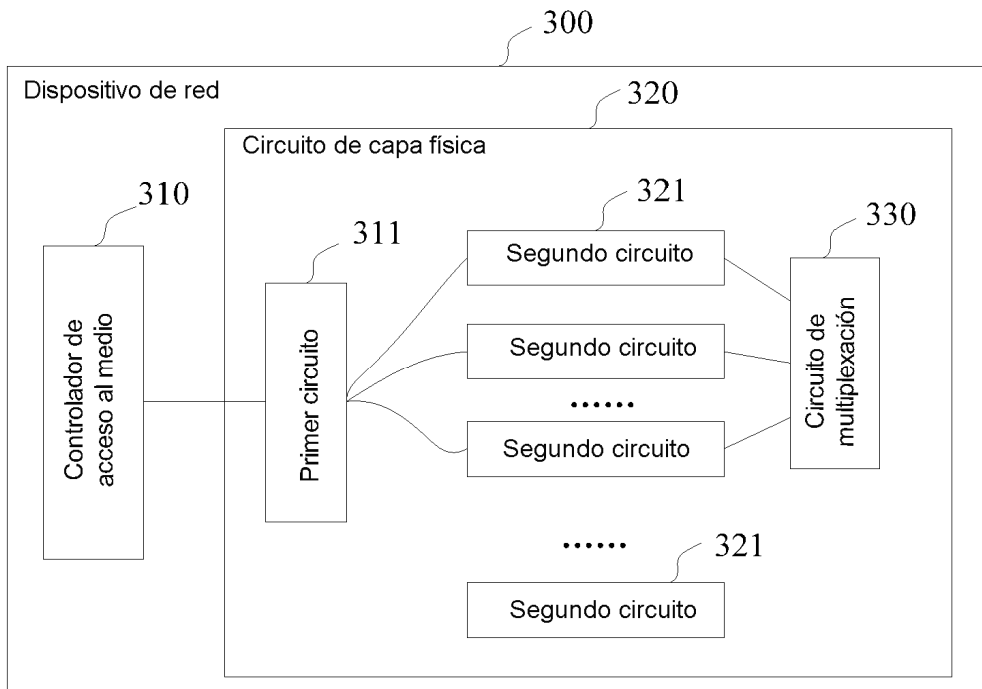 300
Dispositivo de red
320
Circuito de capa física
310
Controlador de
acceso al medio
311
Primer circuito
321
Segundo circuito
Segundo circuito
......
Segundo circuito
330
Circuito de
multiplexación
......
321
Segundo circuito